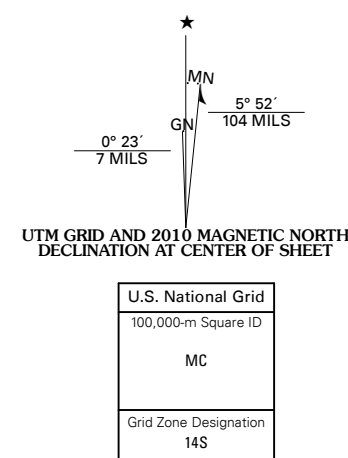 MN
GN
5° 52´
104 MILS
0° 23´
7 MILS
UTM GRID AND 2010 MAGNETIC NORTH
DECLINATION AT CENTER OF SHEET
U.S. National Grid
100,000-m Square ID
MC
Grid Zone Designation
14S